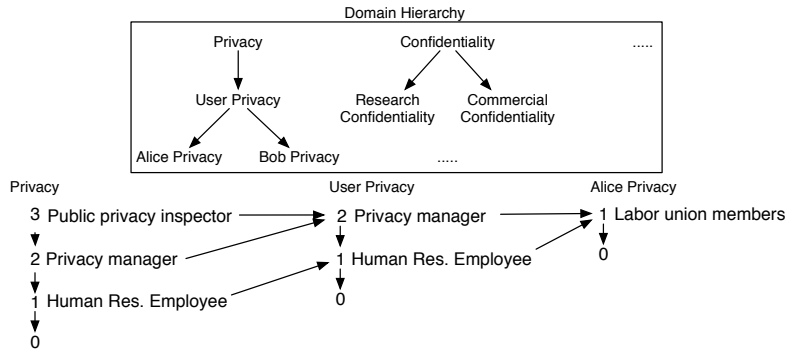 Domain Hierarchy
Privacy
Confidentiality
.....
User Privacy
Research
Confidentiality
Commercial
Confidentiality
Alice Privacy
Bob Privacy
.....
Privacy
User Privacy
Alice Privacy
3 Public privacy inspector
2 Privacy manager
1 Labor union members
2 Privacy manager
1 Human Res. Employee
0
1 Human Res. Employee
0
0